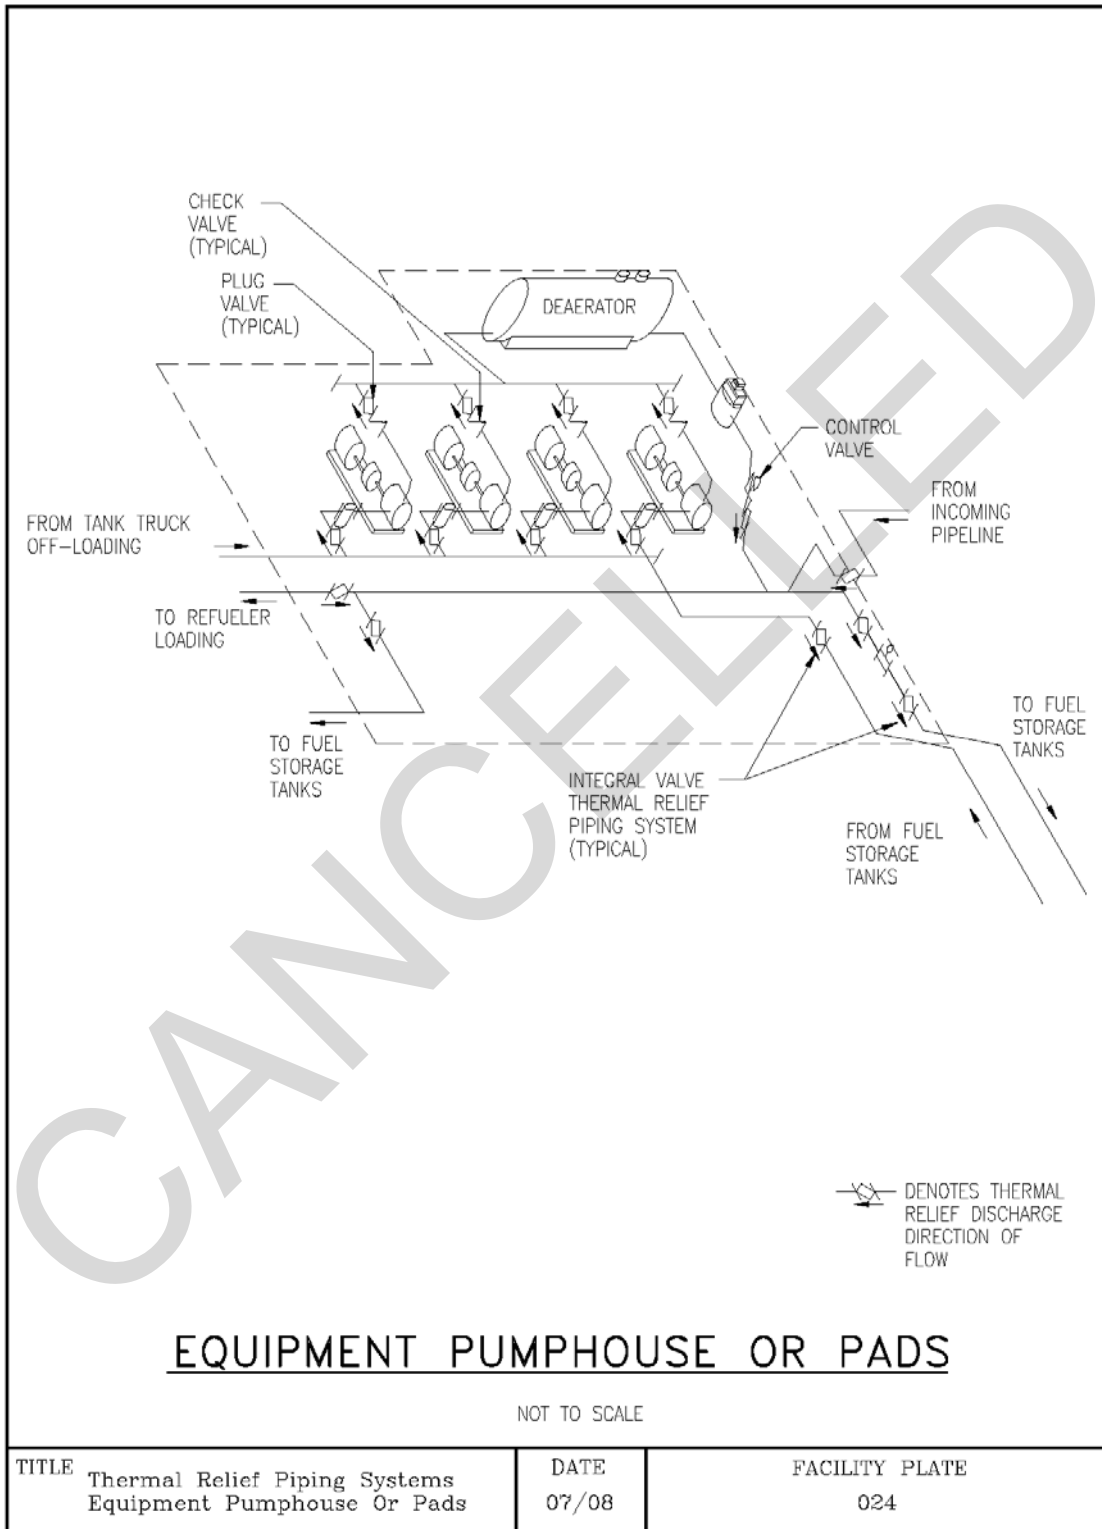 CHECK
VALVE
(TYPICAL)
PLUG
VALVE
(TYPICAL)
DEAERATOR
CONTROL
VALVE
FROM
INCOMING
PIPELINE
FROM TANK TRUCK
OFF-LOADING
TO REFUELER
LOADING
TO FUEL
STORAGE
TANKS
TO FUEL
STORAGE
TANKS
INTEGRAL VALVE
THERMAL RELIEF
PIPING SYSTEM
(TYPICAL)
FROM FUEL
STORAGE
TANKS
CANCELLED
DENOTES THERMAL
RELIEF DISCHARGE
DIRECTION OF
FLOW
EQUIPMENT PUMPHOUSE OR PADS
NOT TO SCALE
TITLE
Thermal Relief Piping Systems
Equipment Pumphouse Or Pads
DATE
07/08
FACILITY PLATE
024